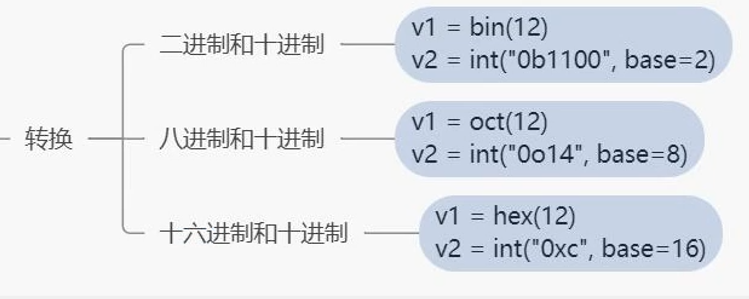 转换
二进制和十进制
v1 = bin(12)
v2 = int("0b1100", base=2)
八进制和十进制
v1 = oct(12)
v2 = int("0o14", base=8)
十六进制和十进制
v1 = hex(12)
v2 = int("0xc", base=16)